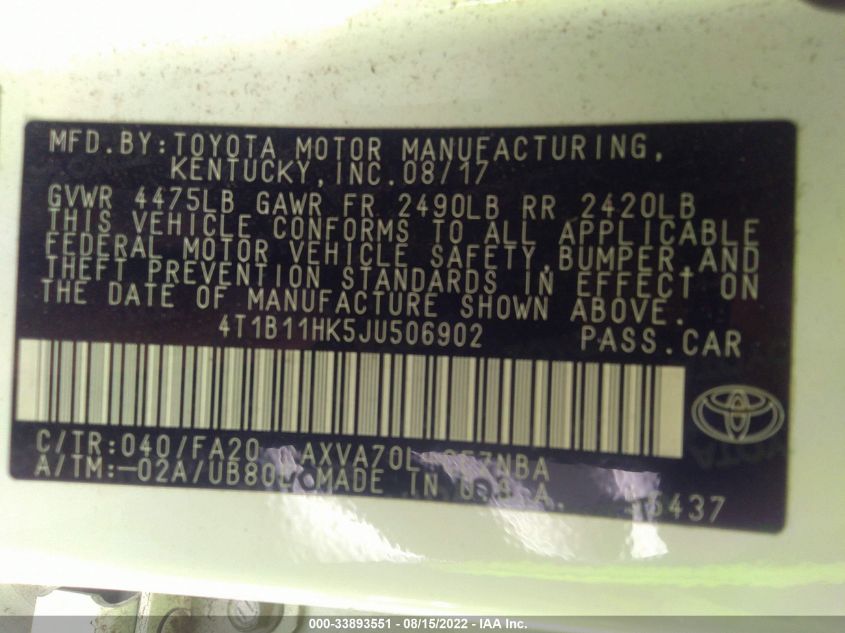 MFD.BY:TOYOTA MOTOR MANUFACTURING,
KENTUCKY,INC.08/17
GVWR 4475LB GAWR FR 2490LB RR 2420LB
THIS VEHICLE CONFORMS TO ALL APPLICABLE
FEDERAL MOTOR VEHICLE SAFETY,BUMPER,AND
THEFT PREVENTION STANDARDS IN EFFECT ON
THE DATE OF MANUFACTURE SHOWN ABOVE.
4T1B11HK5JU506902 PASS.CAR
C/TR:040/FA20
A/TM:-02A/UB80E MADE IN U.S.A.
TOYOTA
000-33893551 - 08/15/2022 - IAA Inc.